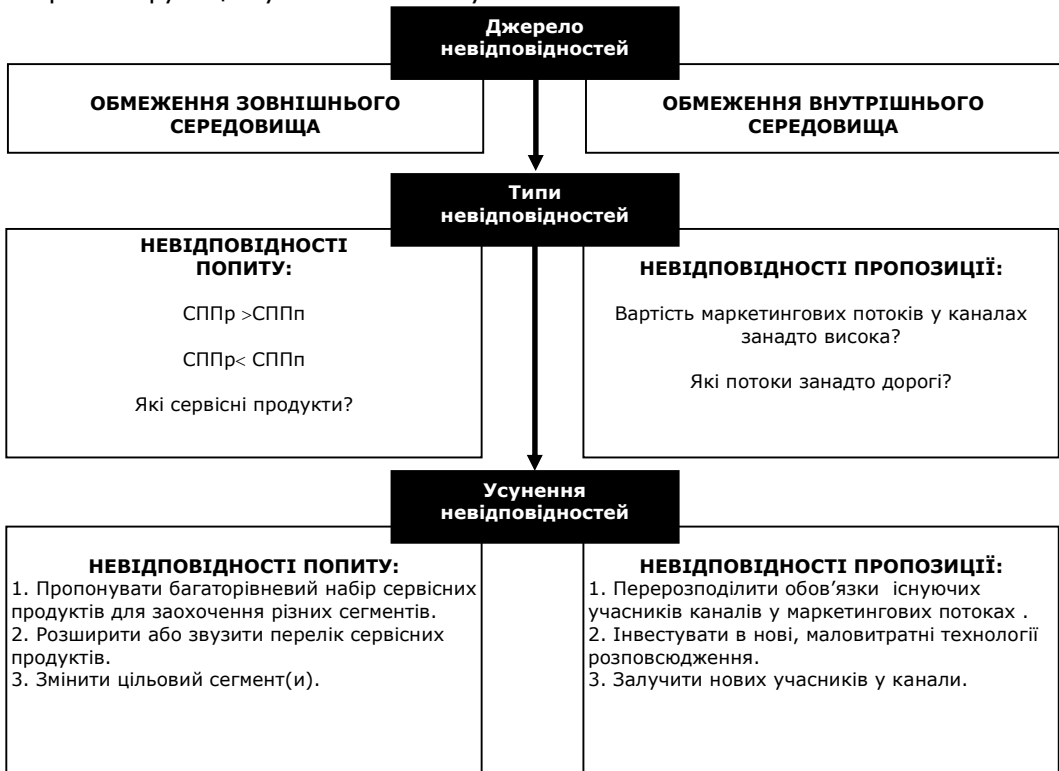 Джерело
невідповідностей
ОБМЕЖЕННЯ ЗОВНІШНЬОГО
СЕРЕДОВИЩА
ОБМЕЖЕННЯ ВНУТРІШНЬОГО
СЕРЕДОВИЩА
Типи
невідповідностей
НЕВІДПОВІДНОСТІ
ПОПИТУ:
СППр >СППп
СППр< СППп
Які сервісні продукти?
НЕВІДПОВІДНОСТІ ПРОПОЗИЦІЇ:
Вартість маркетингових потоків у каналах
занадто висока?
Які потоки занадто дорогі?
Усунення
невідповідностей
НЕВІДПОВІДНОСТІ ПОПИТУ:
1. Пропонувати багаторівневий набір сервісних
продуктів для заохочення різних сегментів.
2. Розширити або звузити перелік сервісних
продуктів.
3. Змінити цільовий сегмент(и).
НЕВІДПОВІДНОСТІ ПРОПОЗИЦІЇ:
1. Перерозподілити обов’язки існуючих
учасників каналів у маркетингових потоках .
2. Інвестувати в нові, маловитратні технології
розповсюдження.
3. Залучити нових учасників у канали.